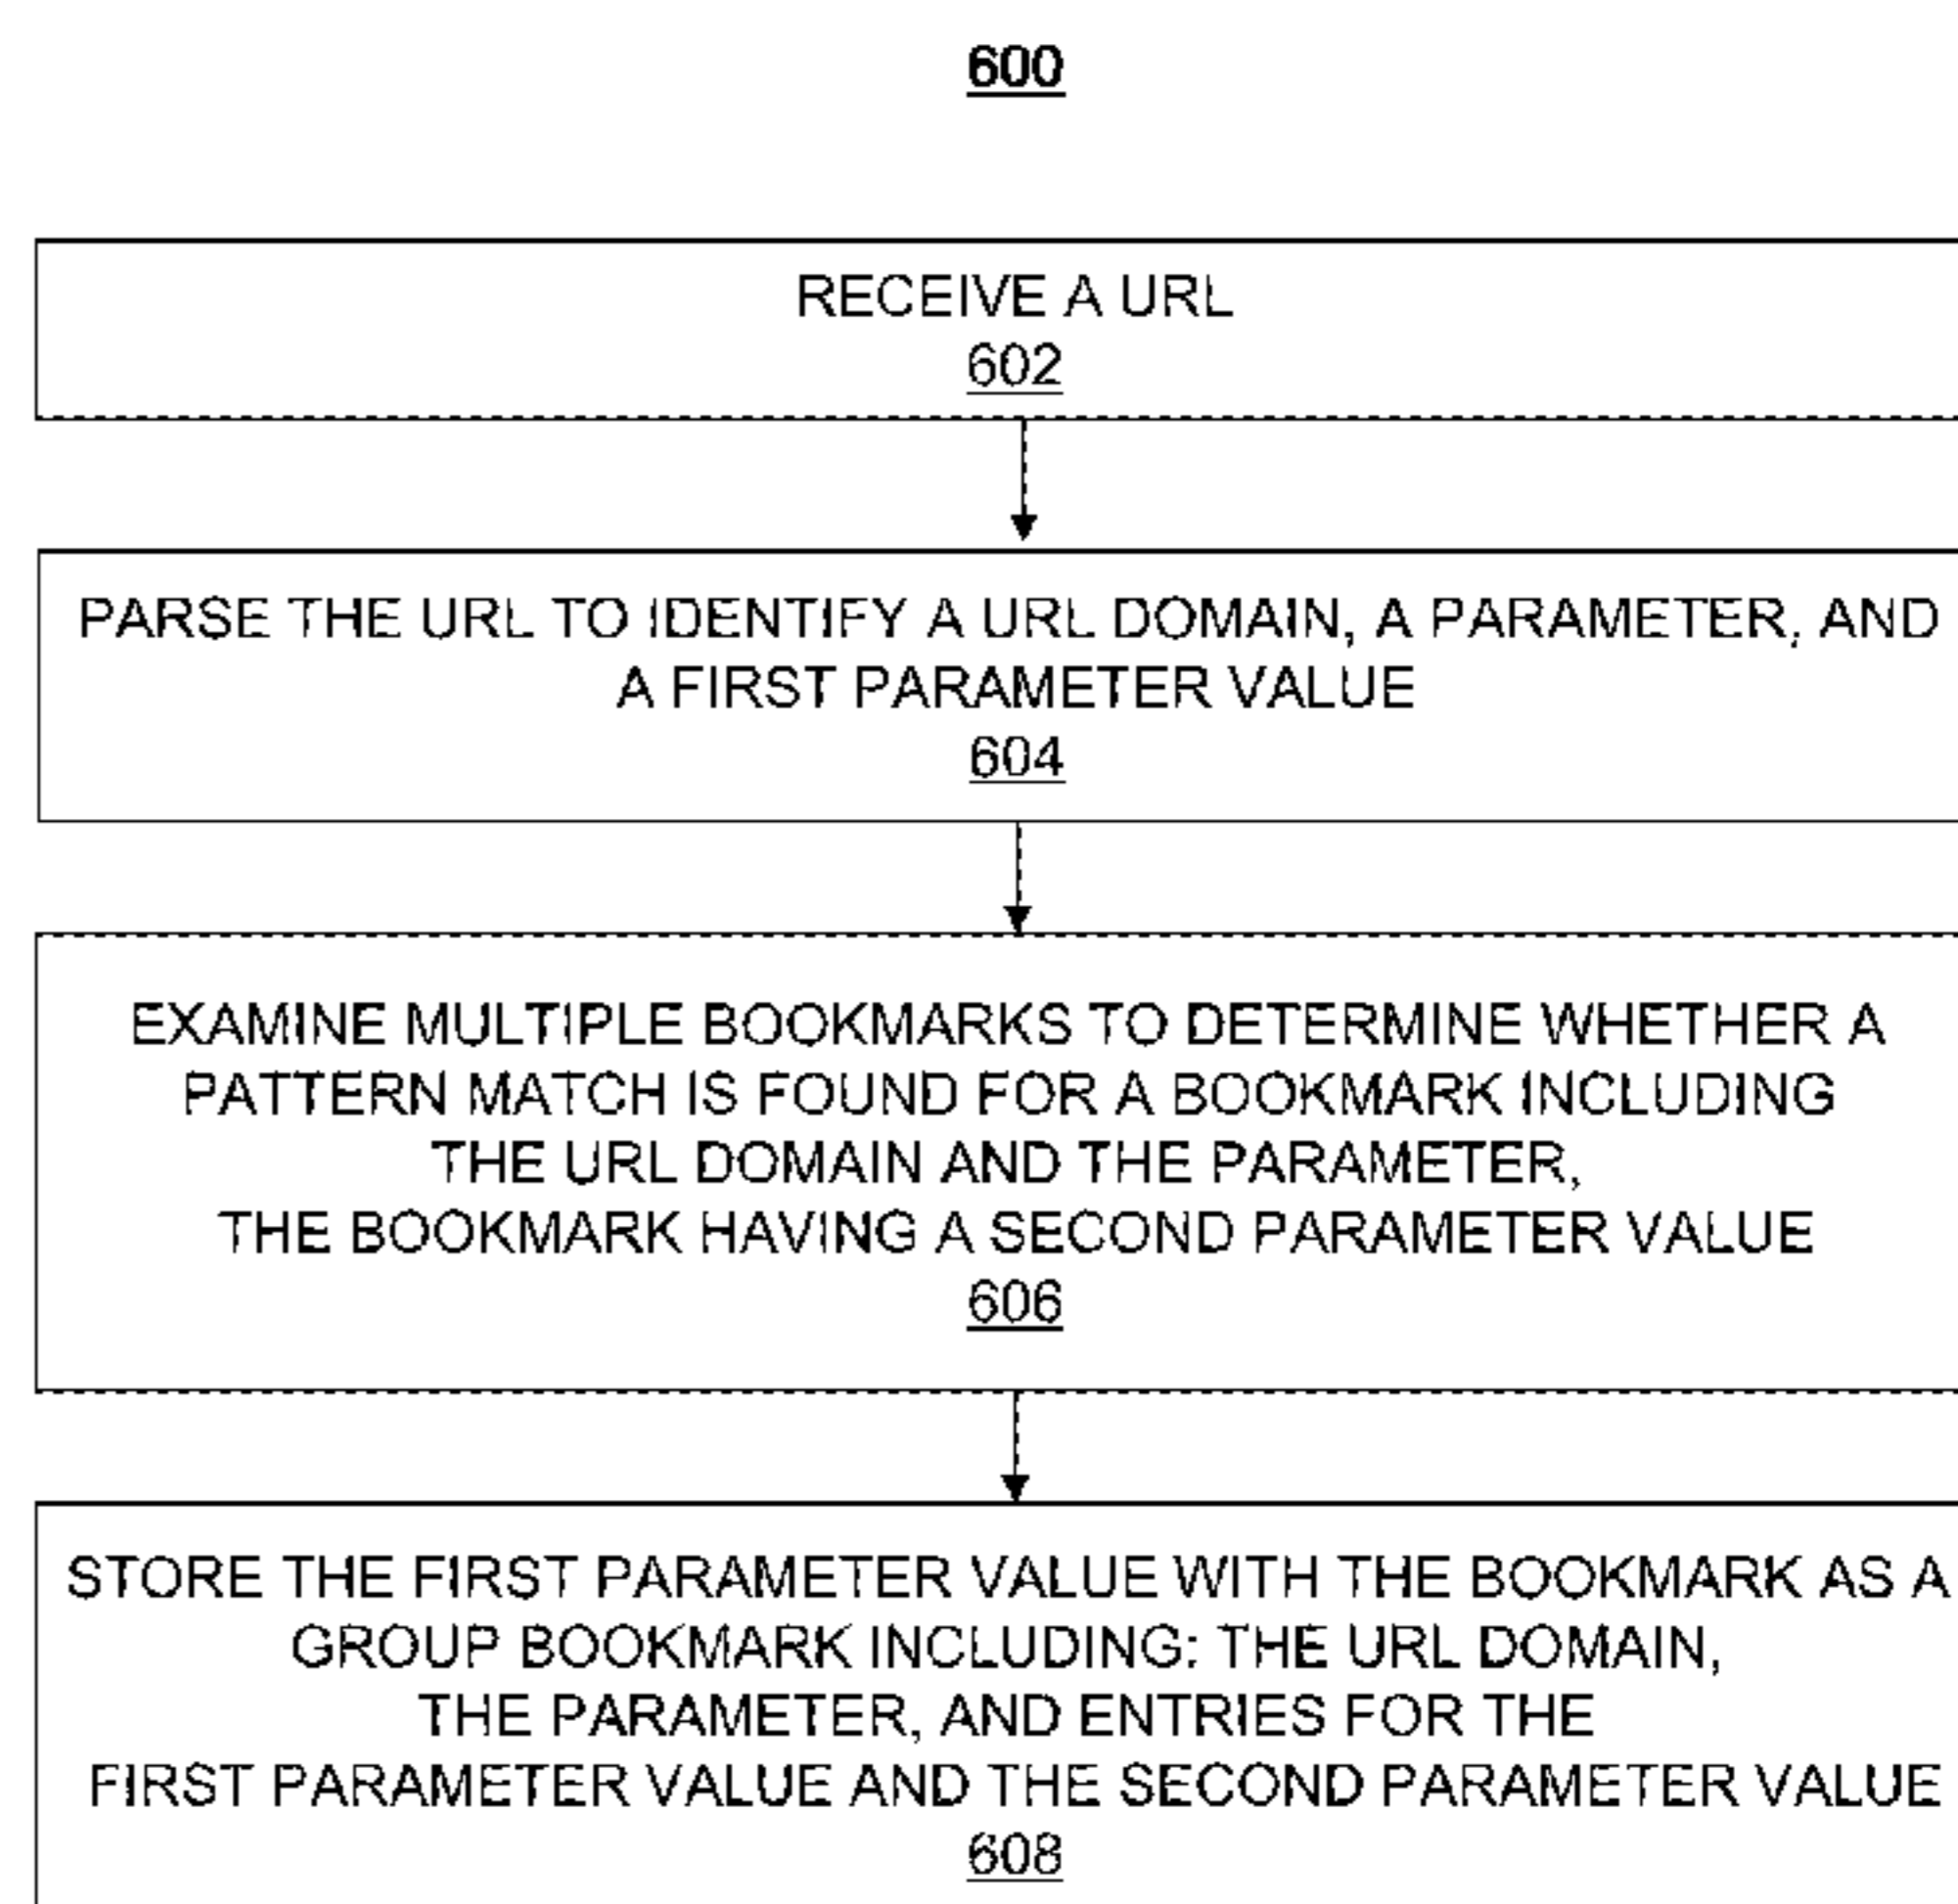 600
RECEIVE A URL
602
PARSE THE URL TO IDENTIFY A URL DOMAIN, A PARAMETER, AND
A FIRST PARAMETER VALUE
604
EXAMINE MULTIPLE BOOKMARKS TO DETERMINE WHETHER A
PATTERN MATCH IS FOUND FOR A BOOKMARK INCLUDING
THE URL DOMAIN AND THE PARAMETER,
THE BOOKMARK HAVING A SECOND PARAMETER VALUE
606
STORE THE FIRST PARAMETER VALUE WITH THE BOOKMARK AS A
GROUP BOOKMARK INCLUDING: THE URL DOMAIN,
THE PARAMETER, AND ENTRIES FOR THE
FIRST PARAMETER VALUE AND THE SECOND PARAMETER VALUE
608